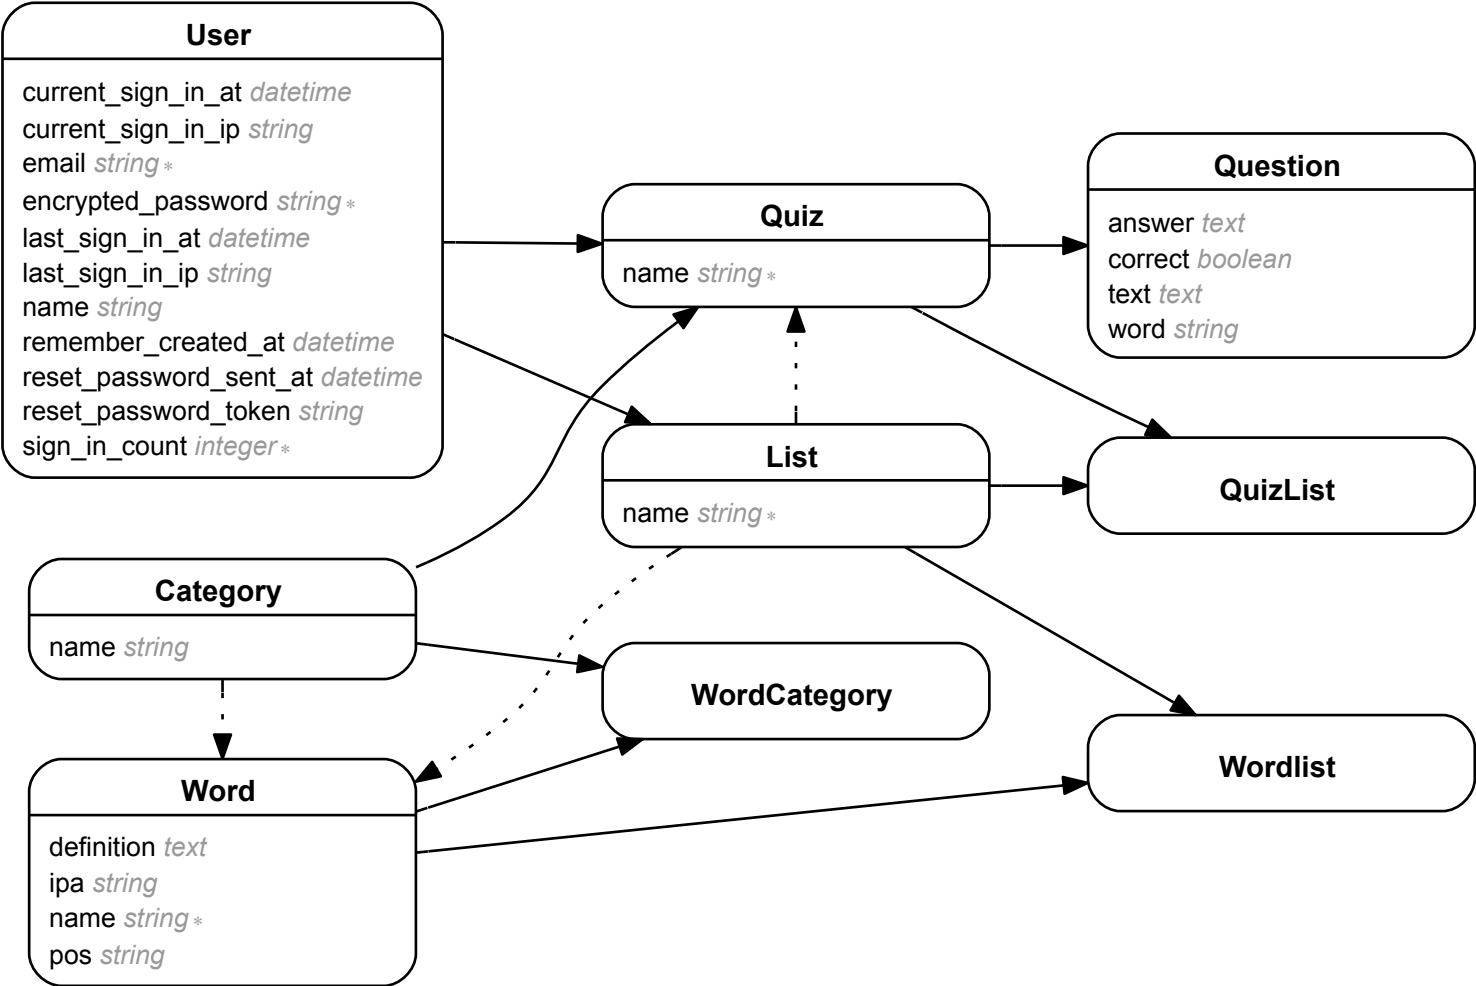 User
current_sign_in_at datetime
current_sign_in_ip string
email string *
encrypted_password string *
last_sign_in_at datetime
last_sign_in_ip string
name string
remember_created_at datetime
reset_password_sent_at datetime
reset_password_token string
sign_in_count integer *
Quiz
name string *
Question
answer text
correct boolean
text text
word string
List
name string *
QuizList
Category
name string
WordCategory
Wordlist
Word
definition text
ipa string
name string *
pos string